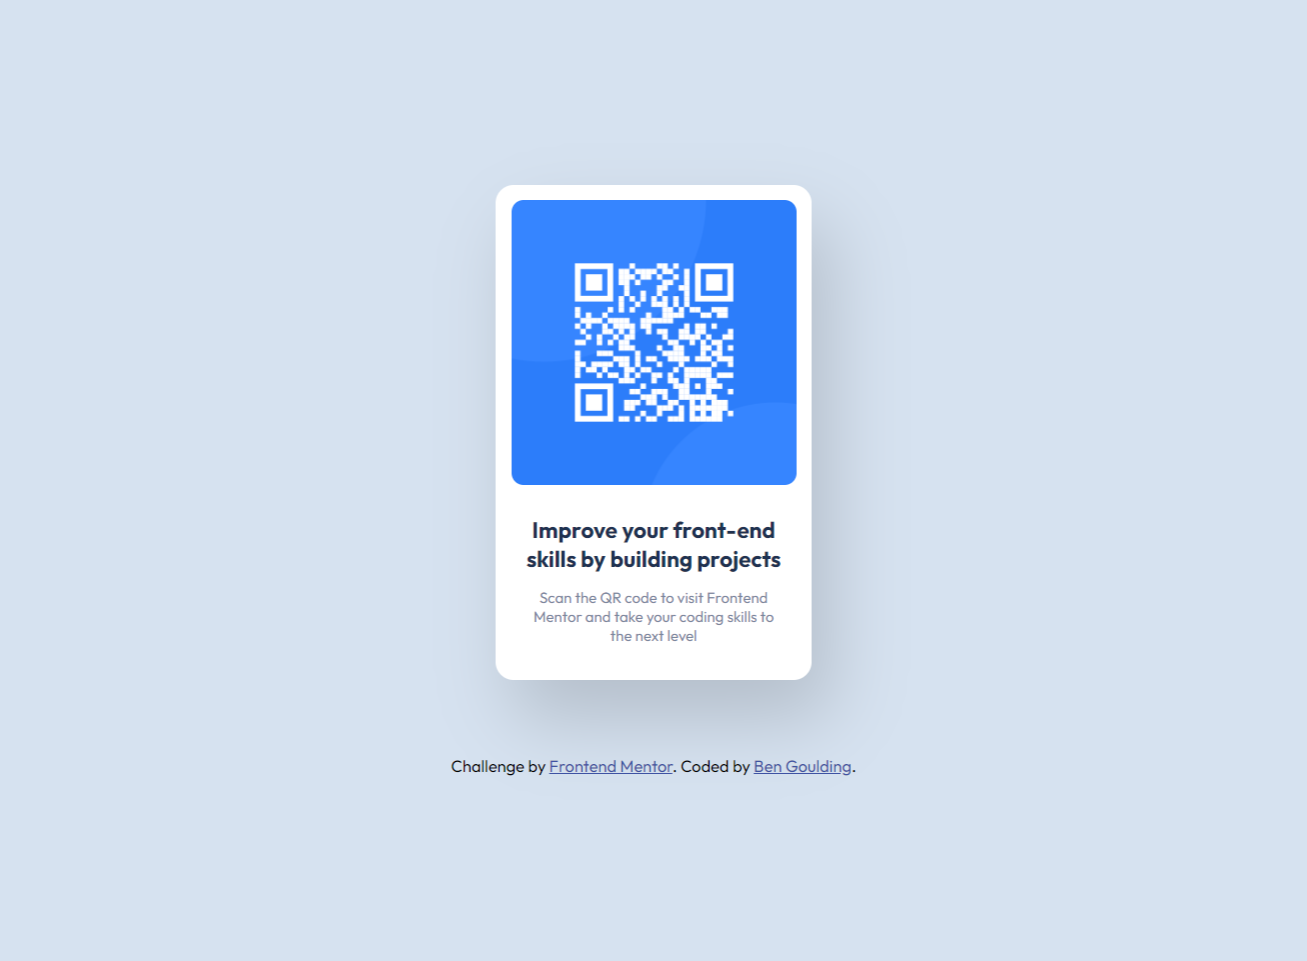 Improve your front-end
skills by building projects
Scan the QR code to visit Frontend
Mentor and take your coding skills to
the next level
Challenge by Frontend Mentor. Coded by Ben Goulding.